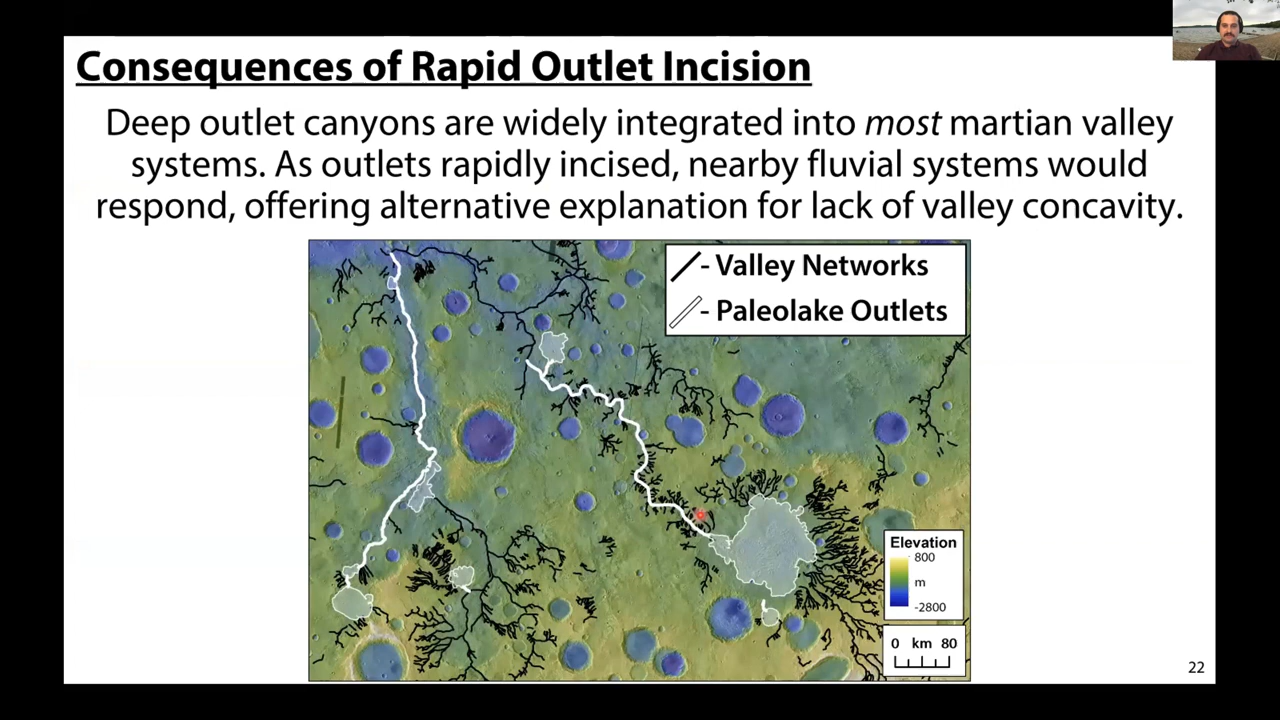 Consequences of Rapid Outlet Incision
Deep outlet canyons are widely integrated into most martian valley
systems. As outlets rapidly incised, nearby fluvial systems would
respond, offering alternative explanation for lack of valley concavity.
- Valley Networks
- Paleolake Outlets
Elevation
800
m
-2800
0 km 80
22